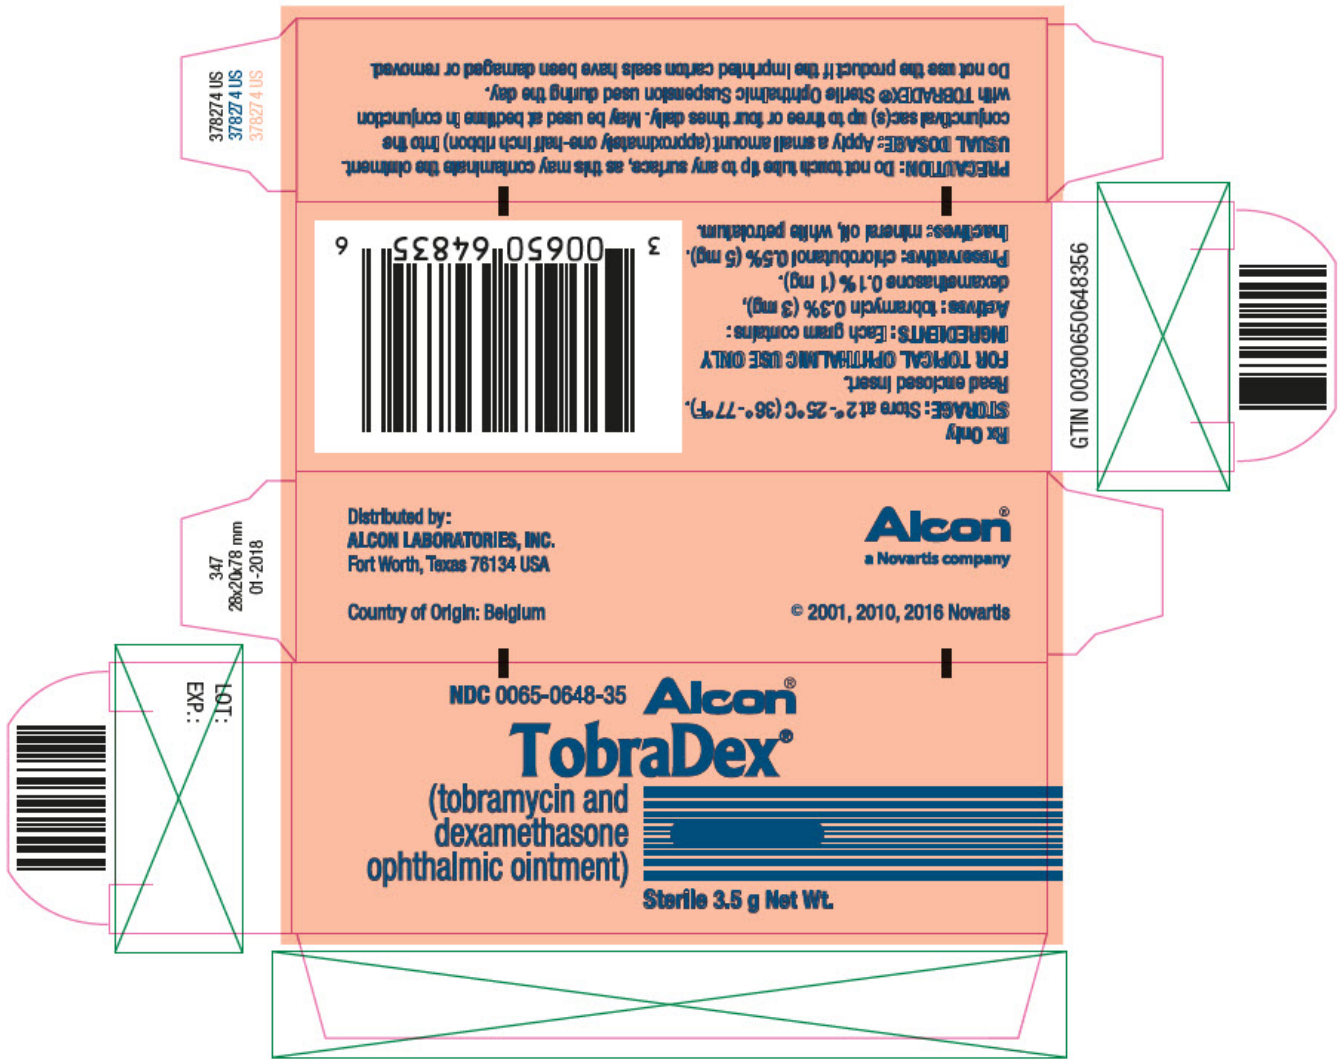 378274 US
378274 US
378274 US
PRECAUTION: Do not touch tube tip to any surface, as this may contaminate the ointment.
USUAL DOSAGE: Apply a small amount (approximately one-half inch ribbon) into the
conjunctival sac(s) up to three or four times daily. May be used at bedtime in conjunction
with TOBRADEX® Sterile Ophthalmic Suspension used during the day.
Do not use the product if the imprinted carton seals have been damaged or removed.
Rx Only
STORAGE: Store at 2°-25°C (36°-77°F).
Read enclosed insert.
FOR TOPICAL OPHTHALMIC USE ONLY
INGREDIENTS: Each gram contains:
Actives: tobramycin 0.3% (3 mg),
dexamethasone 0.1% (1 mg).
Preservative: chlorobutanol 0.5% (5 mg).
Inactives: mineral oil, white petrolatum.
3 00650 64835 6
GTIN 00300650648356
347
28x20x78 mm
01-2018
Distributed by:
ALCON LABORATORIES, INC.
Fort Worth, Texas 76134 USA
Country of Origin: Belgium
Alcon®
a Novartis company
© 2001, 2010, 2016 Novartis
LOT:
EXP.:
NDC 0065-0648-35 Alcon®
TobraDex®
(tobramycin and
dexamethasone
ophthalmic ointment)
Sterile 3.5 g Net Wt.